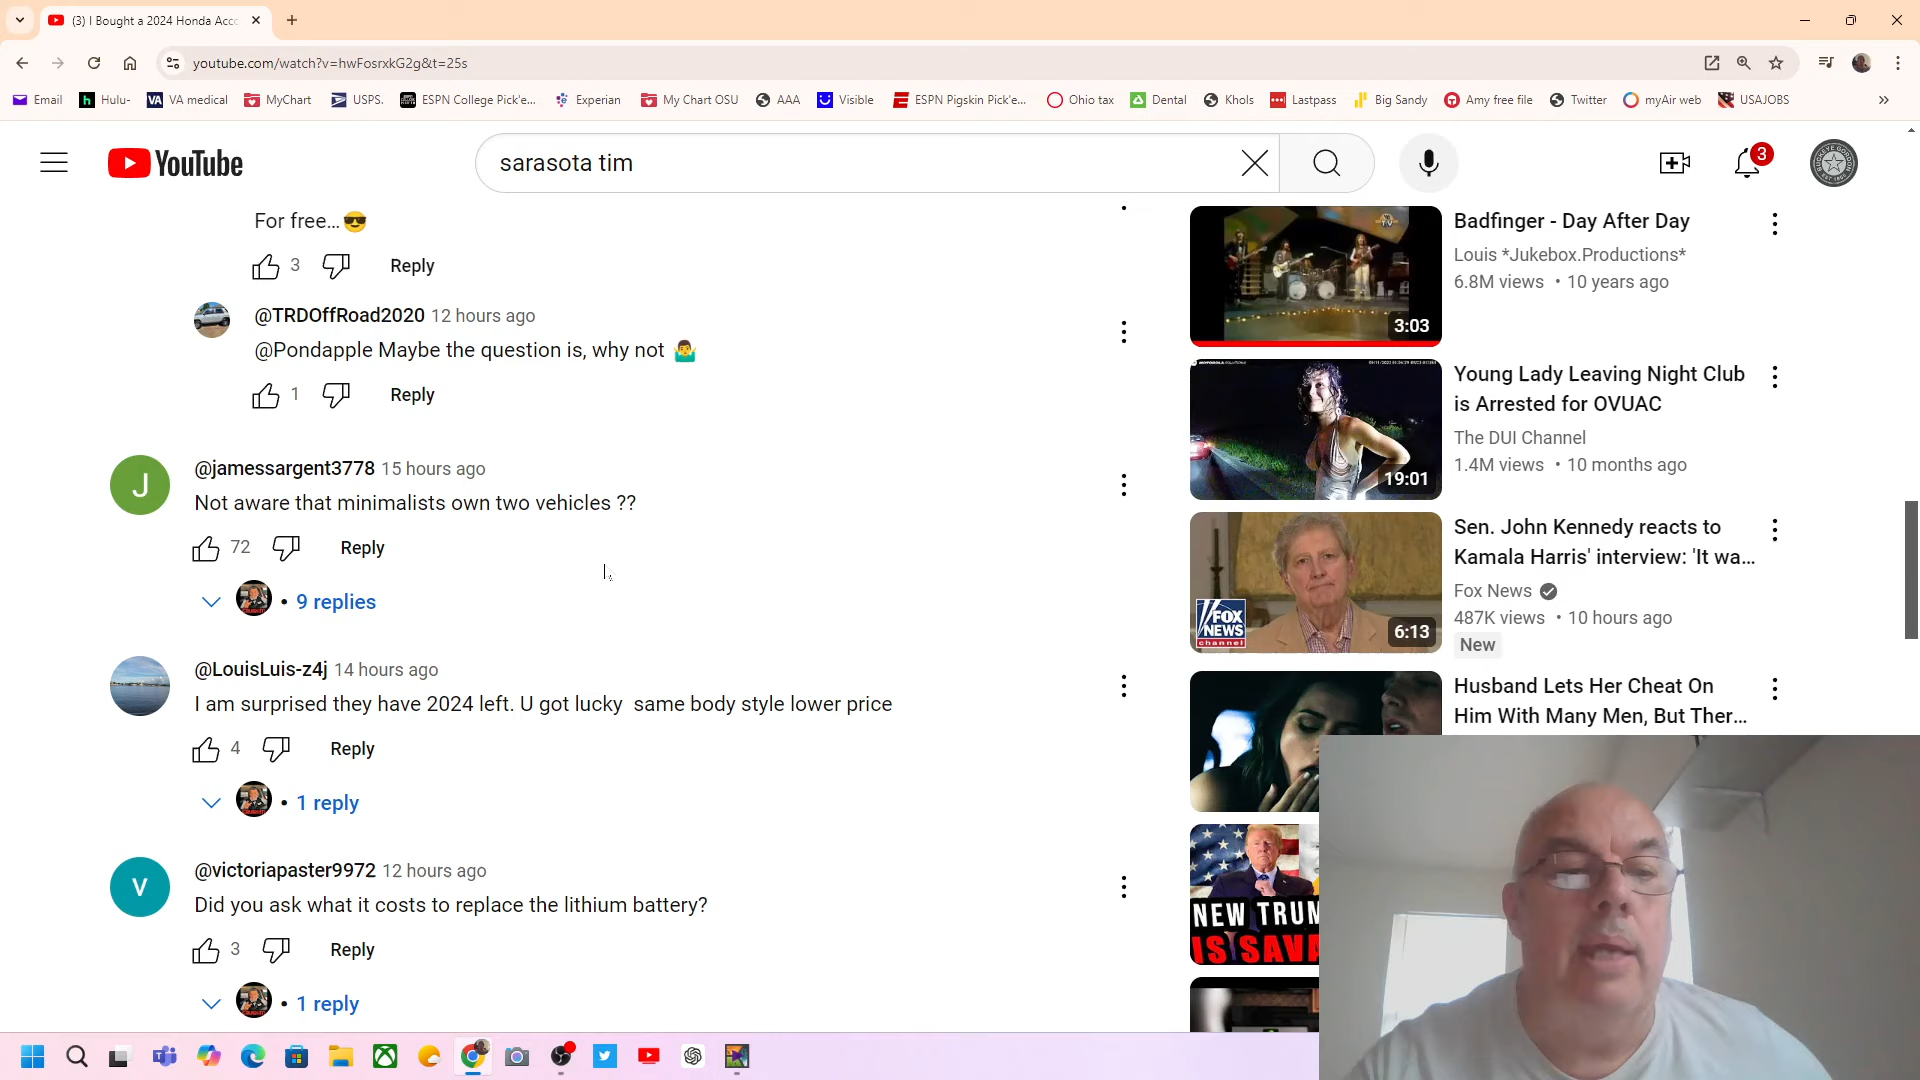 (3) I Bought a 2024 Honda Acc
youtube.com/watch?v=hwFosrxkG2g&t=25s
Email
Hulu-
VA medical
MyChart
USPS.
ESPN College Pick'e...
Experian
My Chart OSU
AAA
Visible
ESPN Pigskin Pick'e...
Ohio tax
Dental
Khols
Lastpass
Big Sandy
Amy free file
Twitter
myAir web
USAJOBS
YouTube
sarasota tim
3
For free...😎
3
Reply
@TRDOffRoad2020 12 hours ago
@Pondapple Maybe the question is, why not 🤷‍♂️
1
Reply
J
@jamessargent3778 15 hours ago
Not aware that minimalists own two vehicles ??
72
Reply
• 9 replies
@LouisLuis-z4j 14 hours ago
I am surprised they have 2024 left. U got lucky same body style lower price
4
Reply
• 1 reply
V
@victoriapaster9972 12 hours ago
Did you ask what it costs to replace the lithium battery?
3
Reply
• 1 reply
3:03
Badfinger - Day After Day
Louis *Jukebox.Productions*
6.8M views • 10 years ago
19:01
Young Lady Leaving Night Club
is Arrested for OVUAC
The DUI Channel
1.4M views • 10 months ago
FOX
NEWS
channel
6:13
Sen. John Kennedy reacts to
Kamala Harris' interview: 'It wa...
Fox News
487K views • 10 hours ago
New
Husband Lets Her Cheat On
Him With Many Men, But Ther...
NEW TRUM
IS SAVA